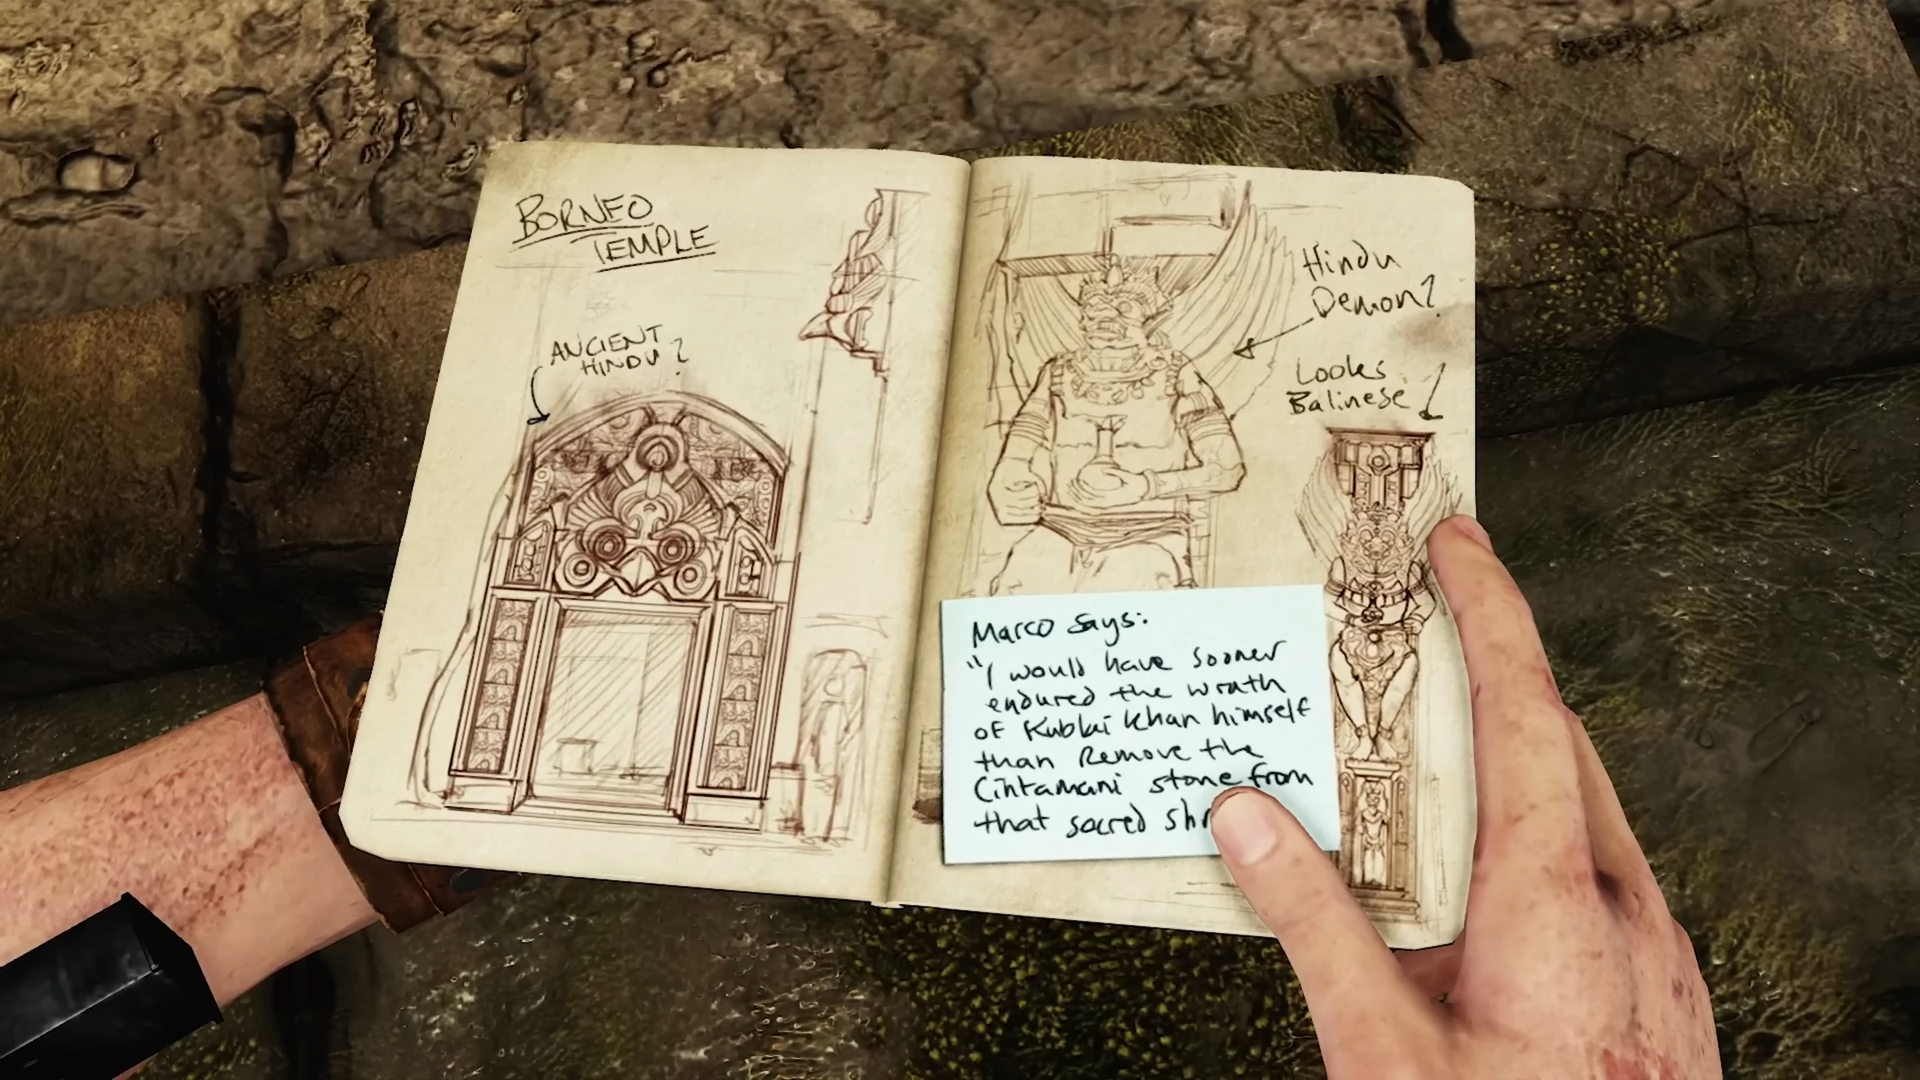 BORNEO
TEMPLE
ANCIENT
HINDU?
Hindu
Demon?
Looks
Balinese
Marco says:
"I would have sooner
endured the wrath
of Kublai Khan himself
than Remove the
Cintamani stone from
that sacred